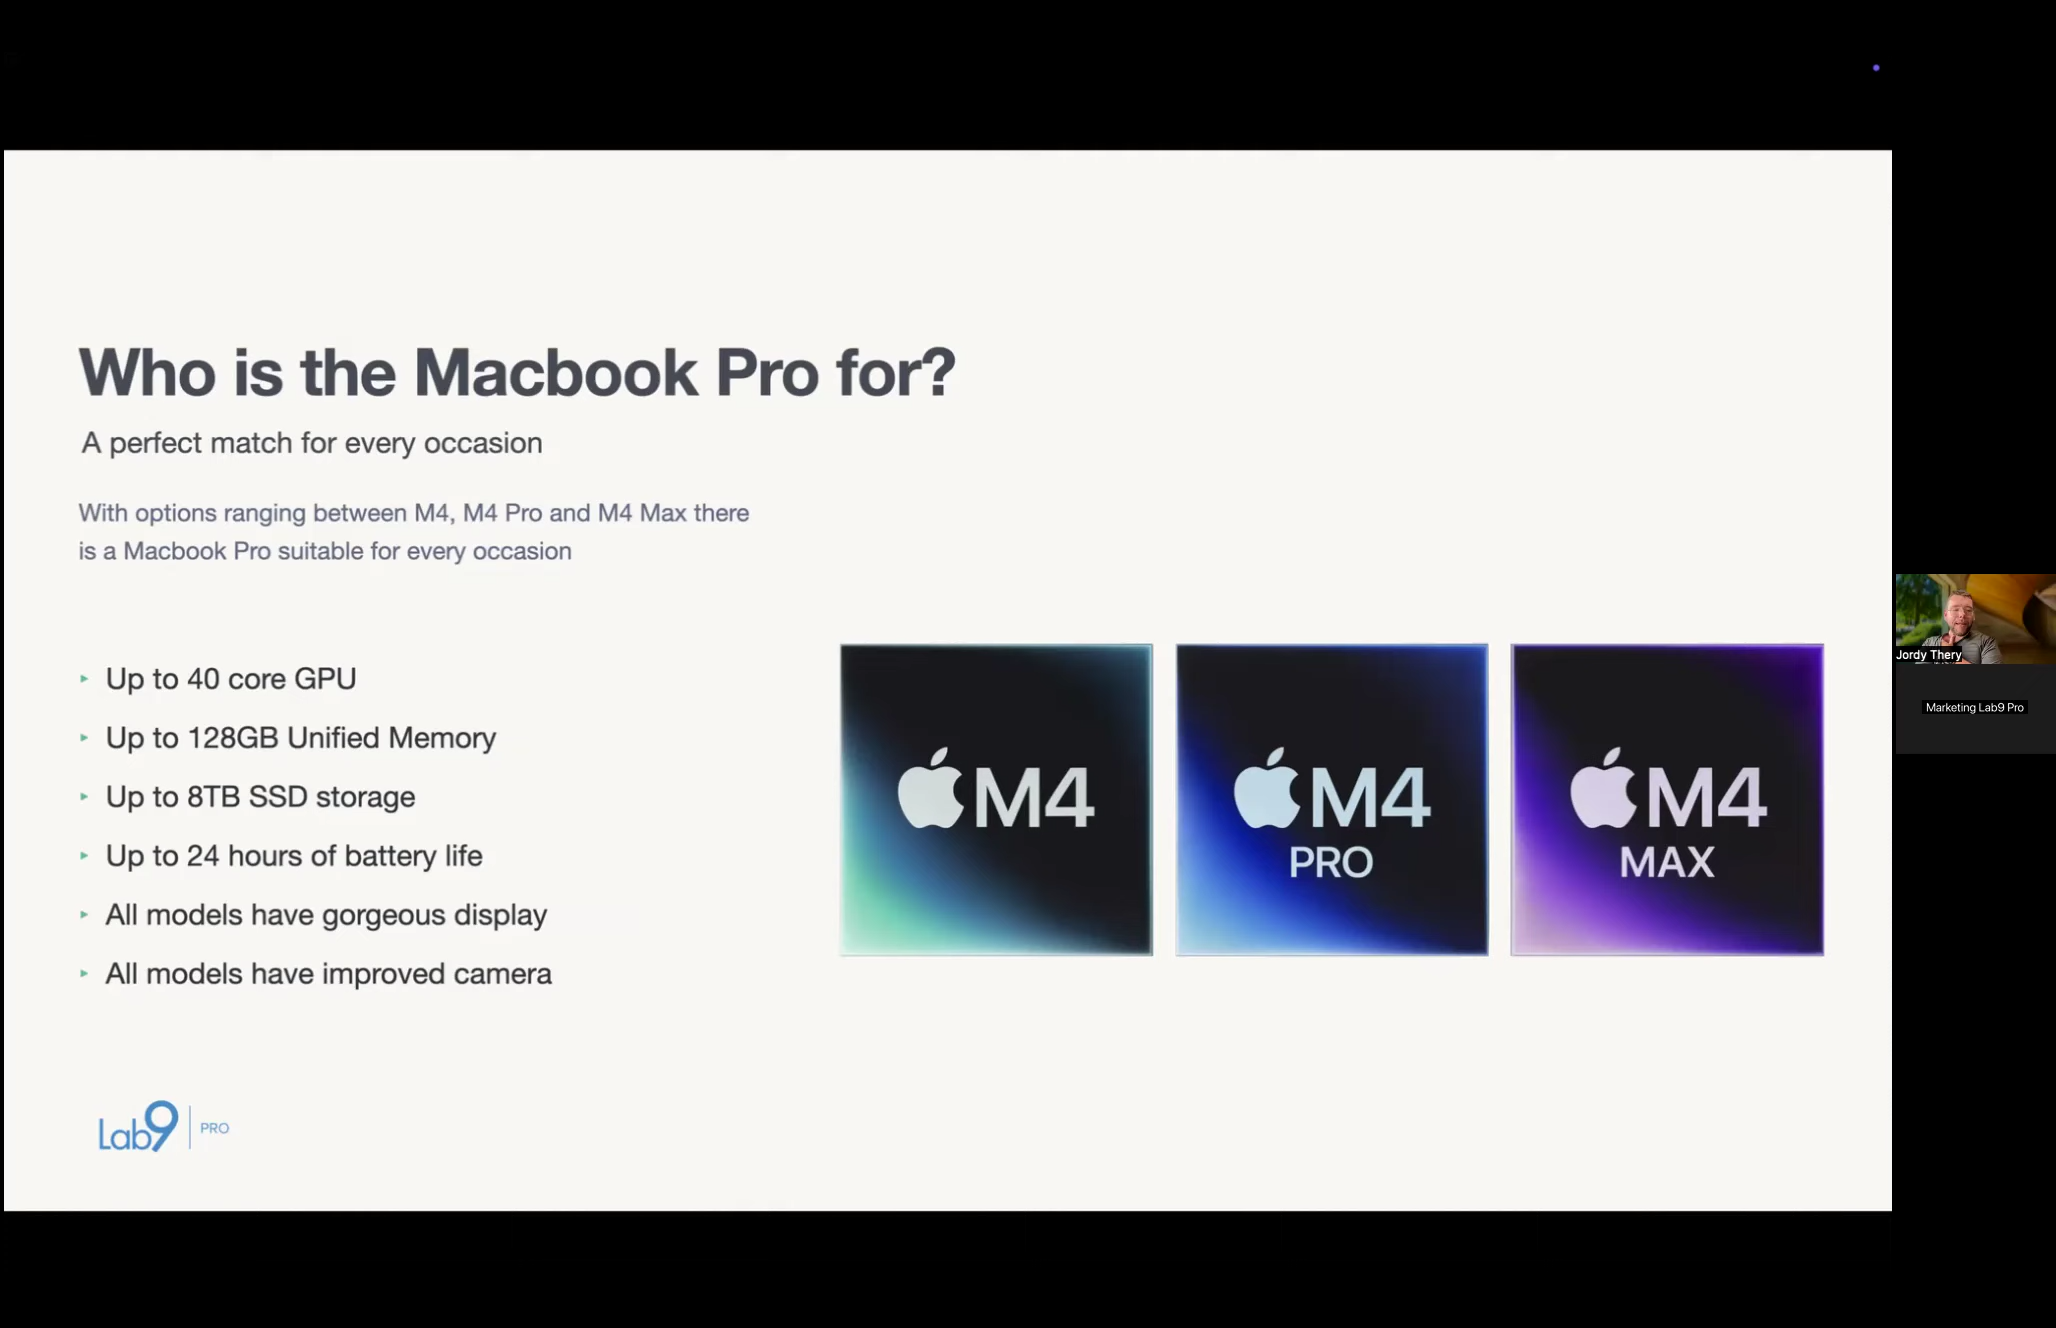 Who is the Macbook Pro for?
A perfect match for every occasion
With options ranging between M4, M4 Pro and M4 Max there
is a Macbook Pro suitable for every occasion
Up to 40 core GPU
Up to 128GB Unified Memory
Up to 8TB SSD storage
Up to 24 hours of battery life
All models have gorgeous display
All models have improved camera
M4
M4
PRO
M4
MAX
Lab9 PRO
Jordy Thery
Marketing Lab9 Pro